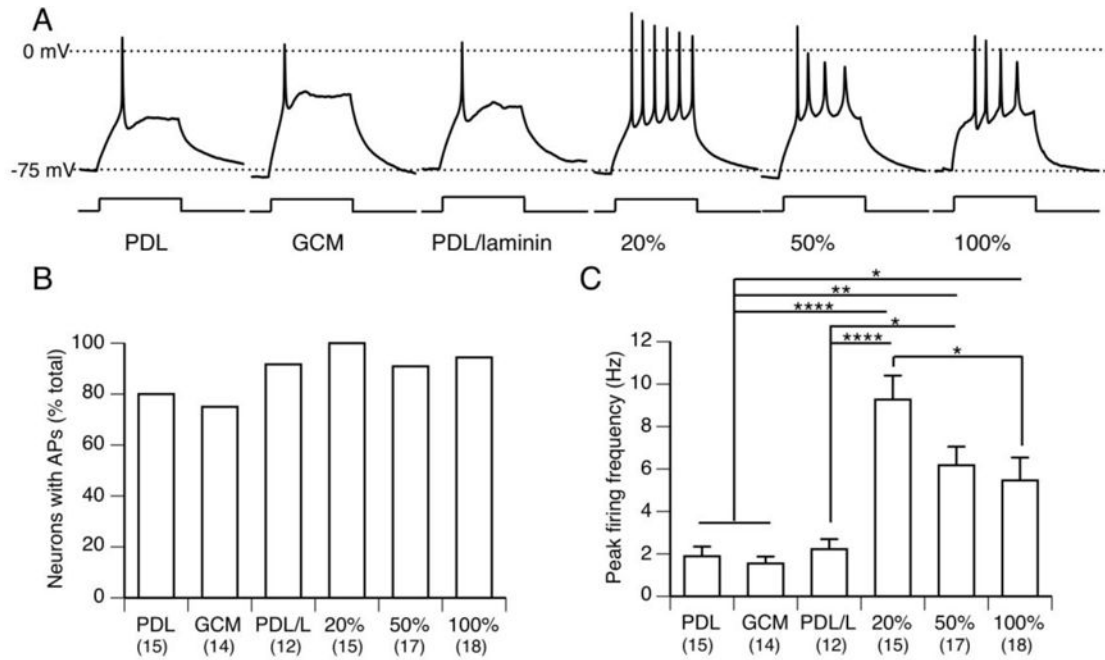 A
0 mV
-75 mV
PDL GCM PDL/laminin 20% 50% 100%
B
Neurons with APs (% total)
100
80
60
40
20
0
PDL GCM PDL/L 20% 50% 100%
(15) (14) (12) (15) (17) (18)
C
*
**
****
*
****
*
Peak firing frequency (Hz)
12
10
8
6
4
2
0
PDL GCM PDL/L 20% 50% 100%
(15) (14) (12) (15) (17) (18)